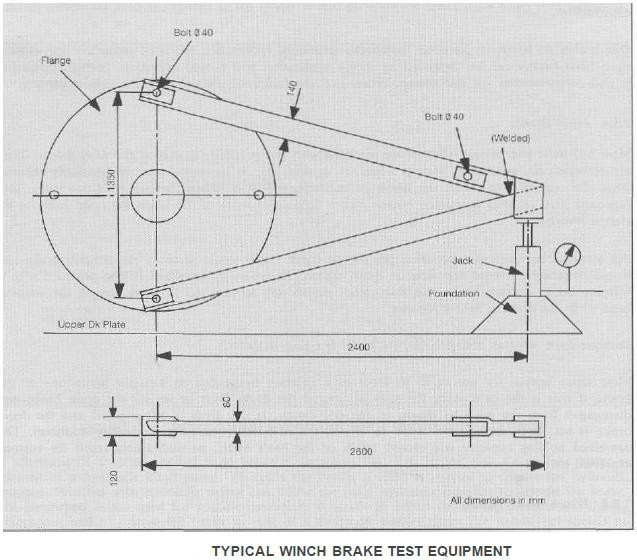 Bolt Ø 40
Flange
140
Bolt Ø 40
(Welded)
1350
Jack
Foundation
Upper Dk Plate
2400
80
2600
120
All dimensions in mm
TYPICAL WINCH BRAKE TEST EQUIPMENT